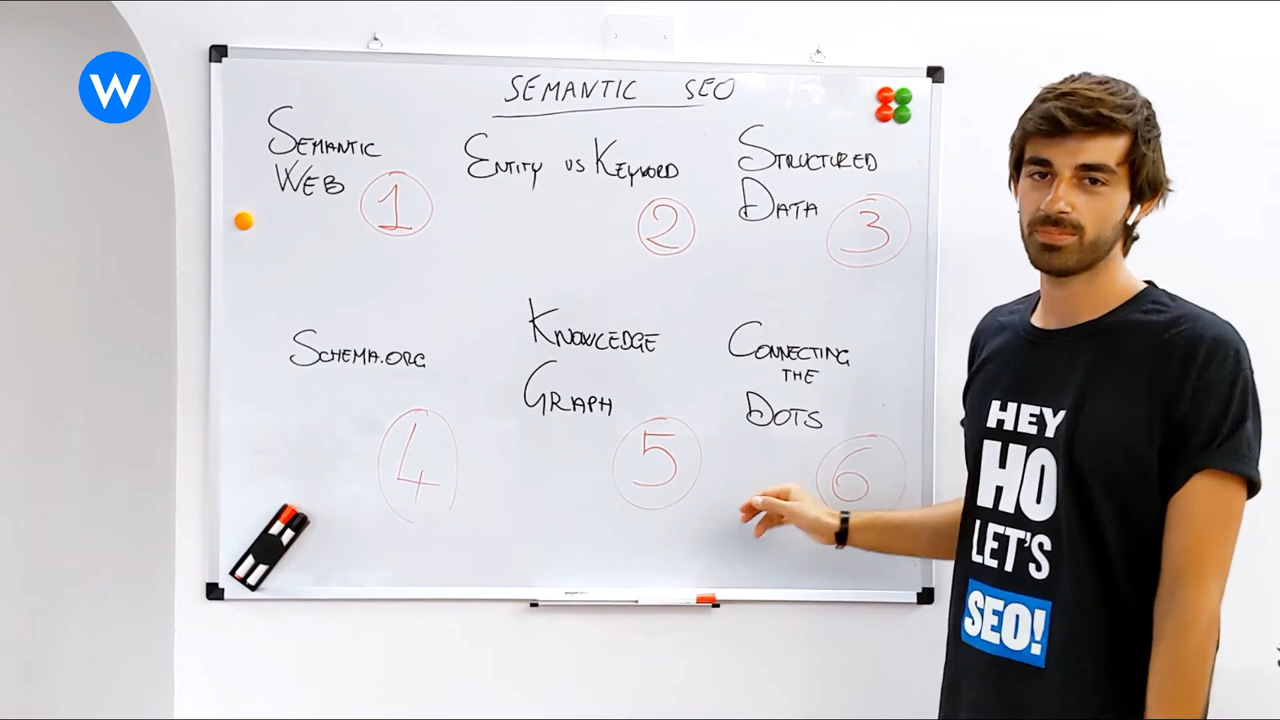 W
SEMANTIC SEO
SEMANTIC
WEB
1
ENTITY VS KEYWORD
2
STRUCTURED
DATA
3
SCHEMA.ORG
4
KNOWLEDGE
GRAPH
5
CONNECTING
THE
DOTS
6
HEY
HO
LET'S
SEO!